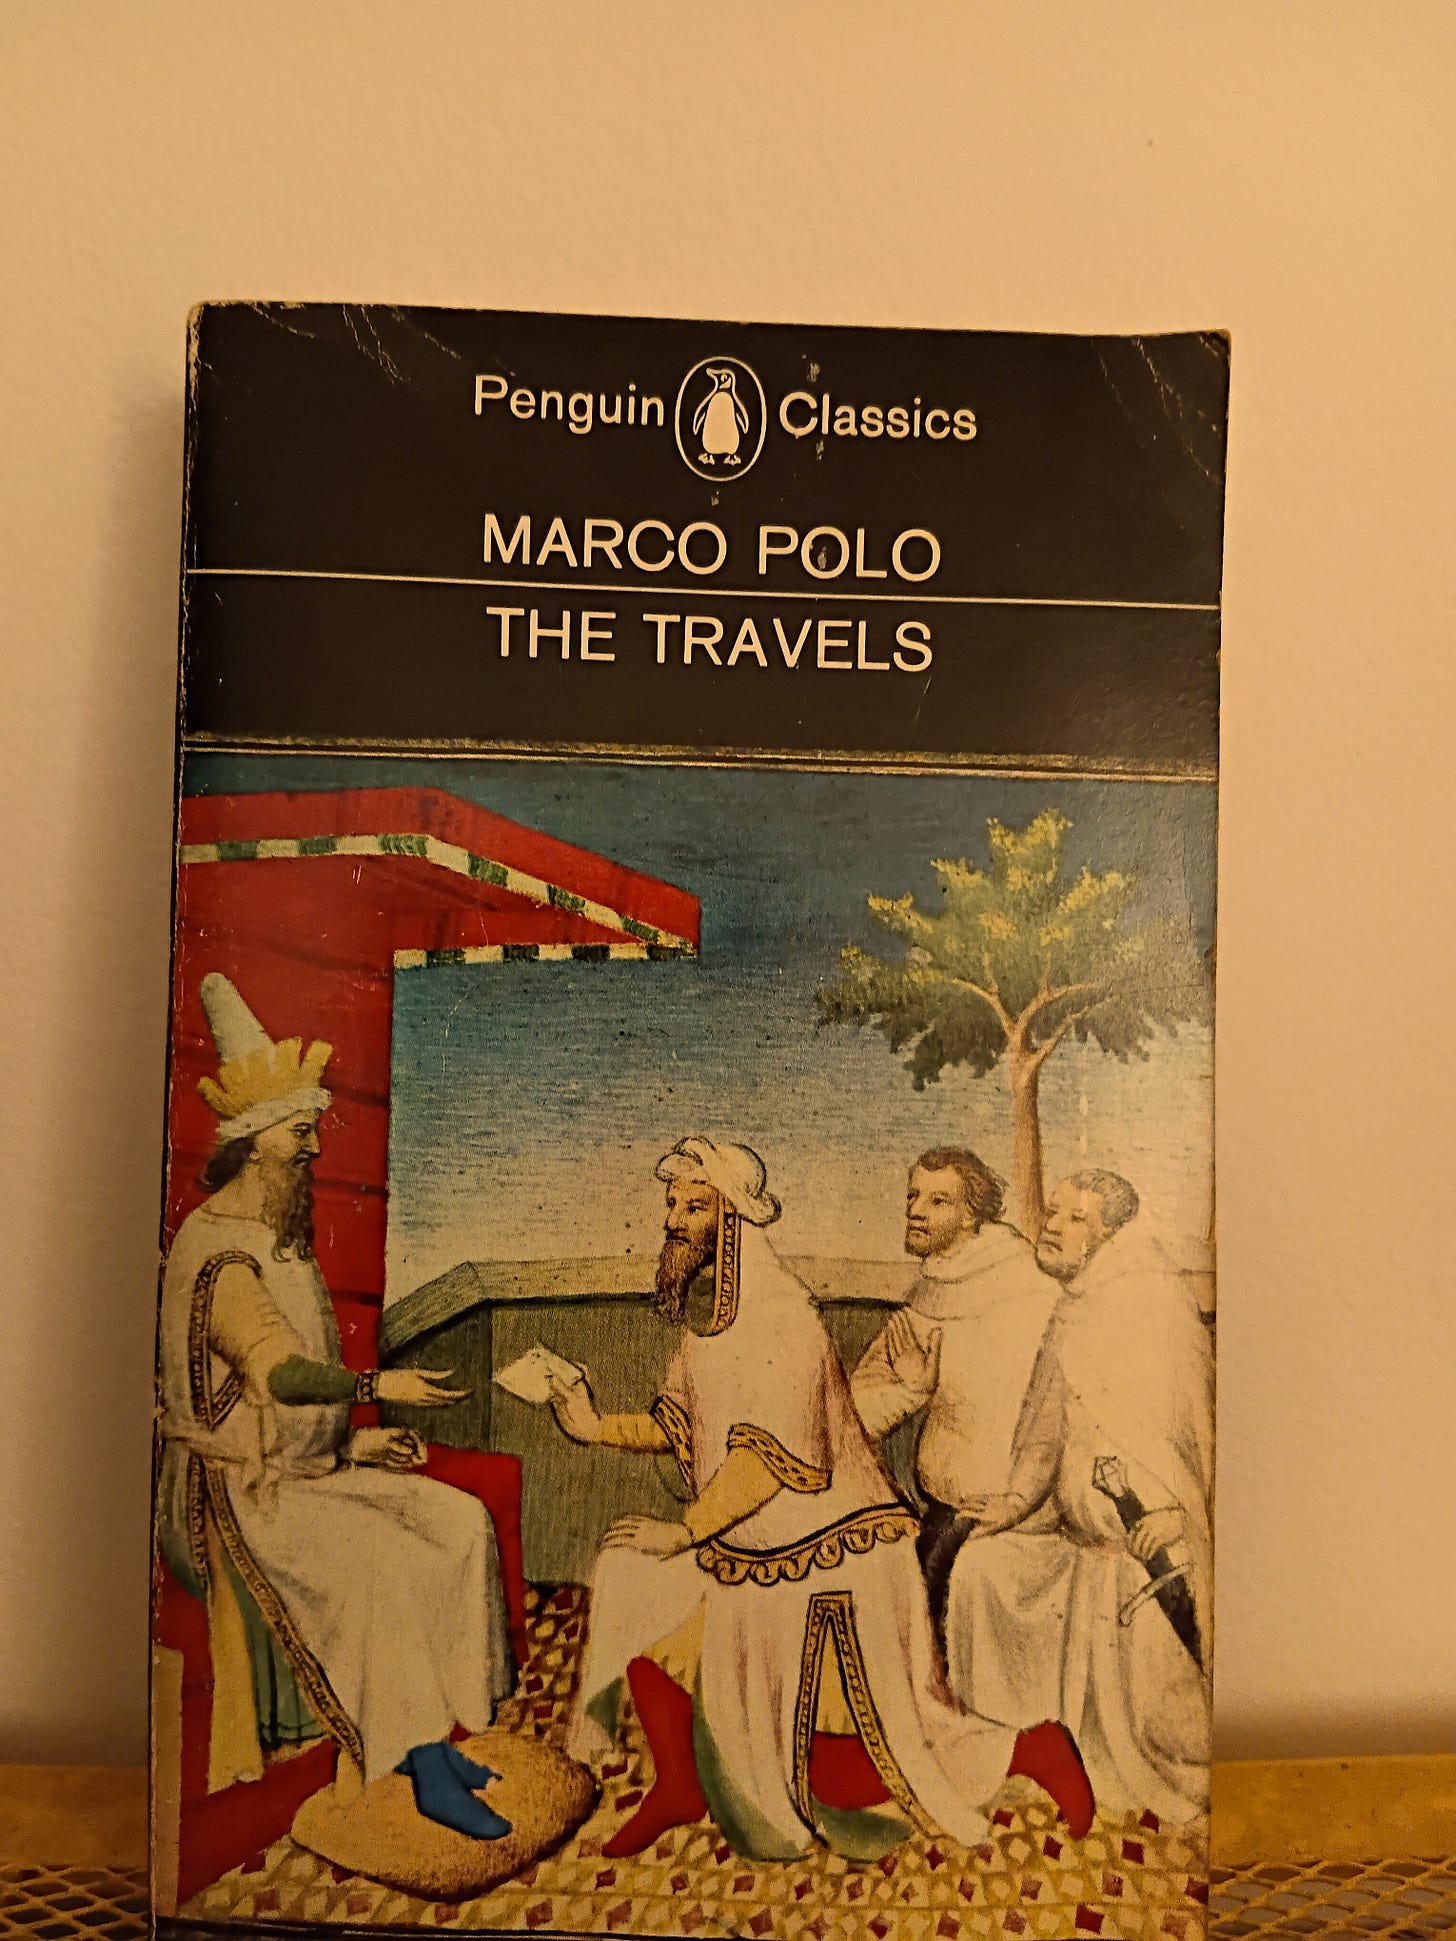 Penguin Classics
MARCO POLO
THE TRAVELS